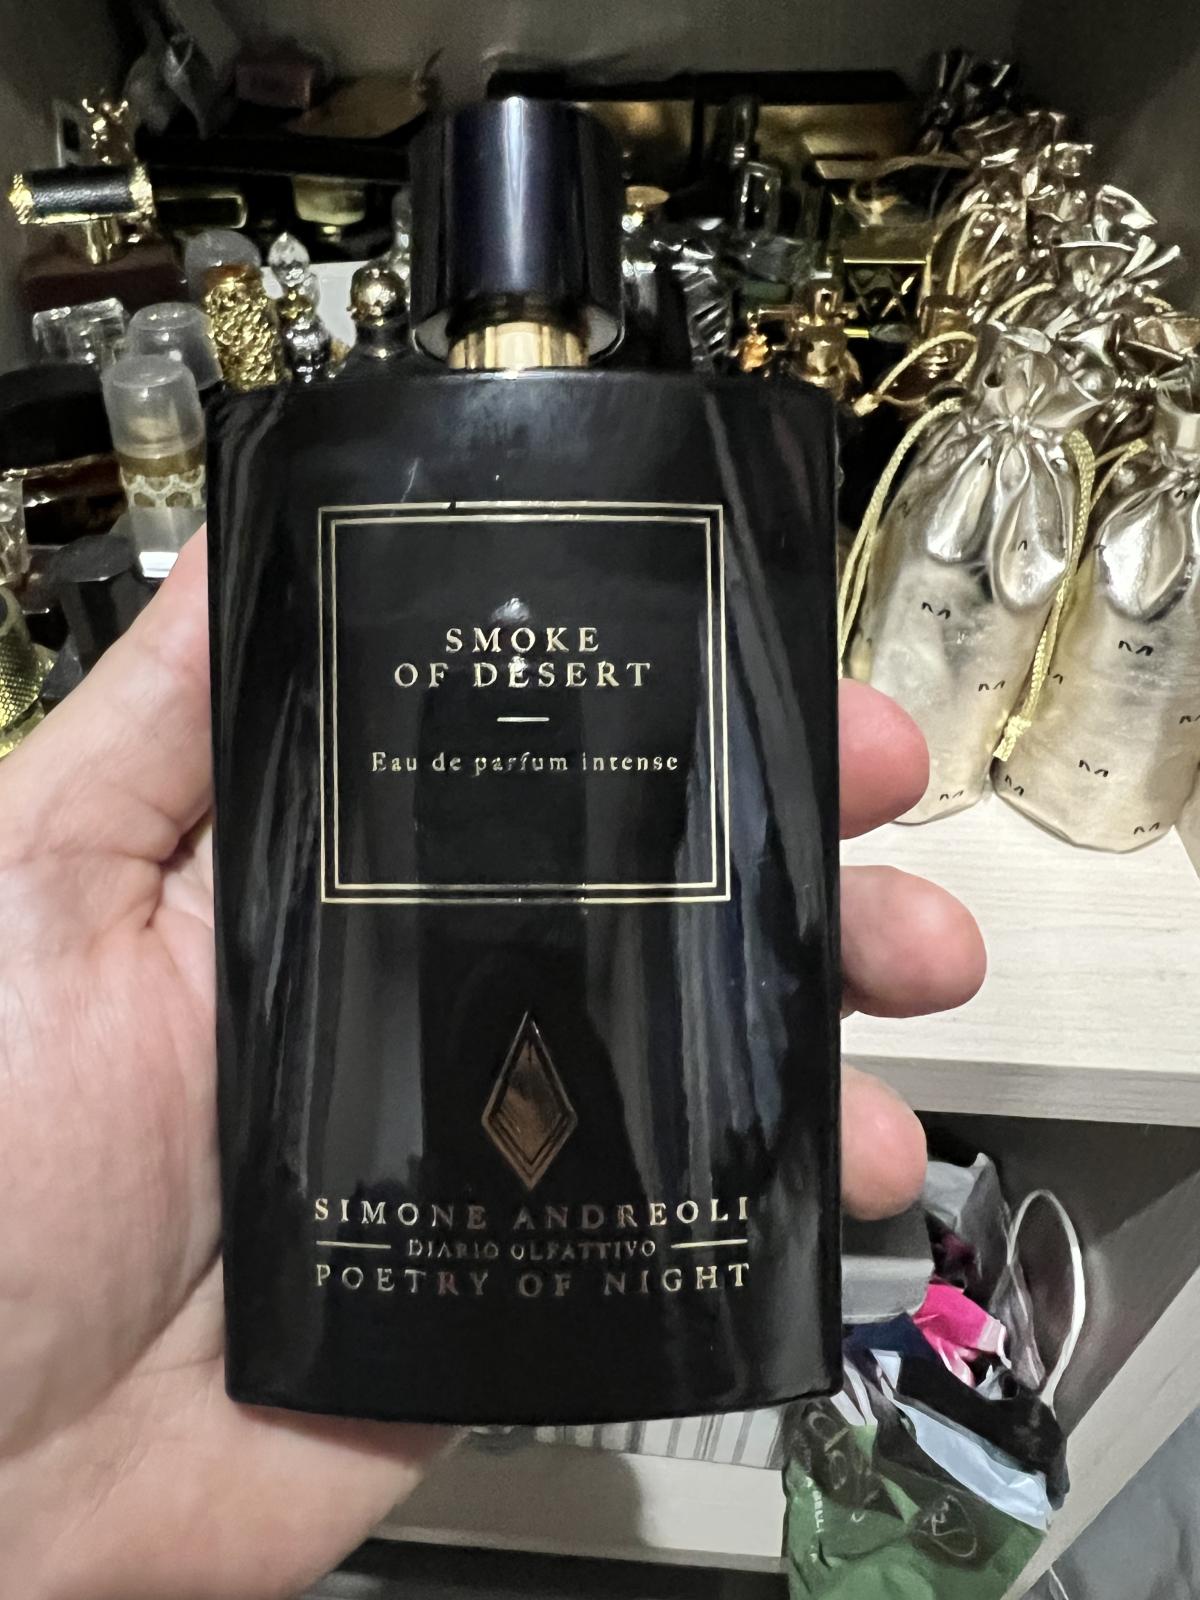 SMOKE
OF DESERT
Eau de parfum intense
SIMONE ANDREOLI
DIARIO OLFATTIVO
POETRY OF NIGHT